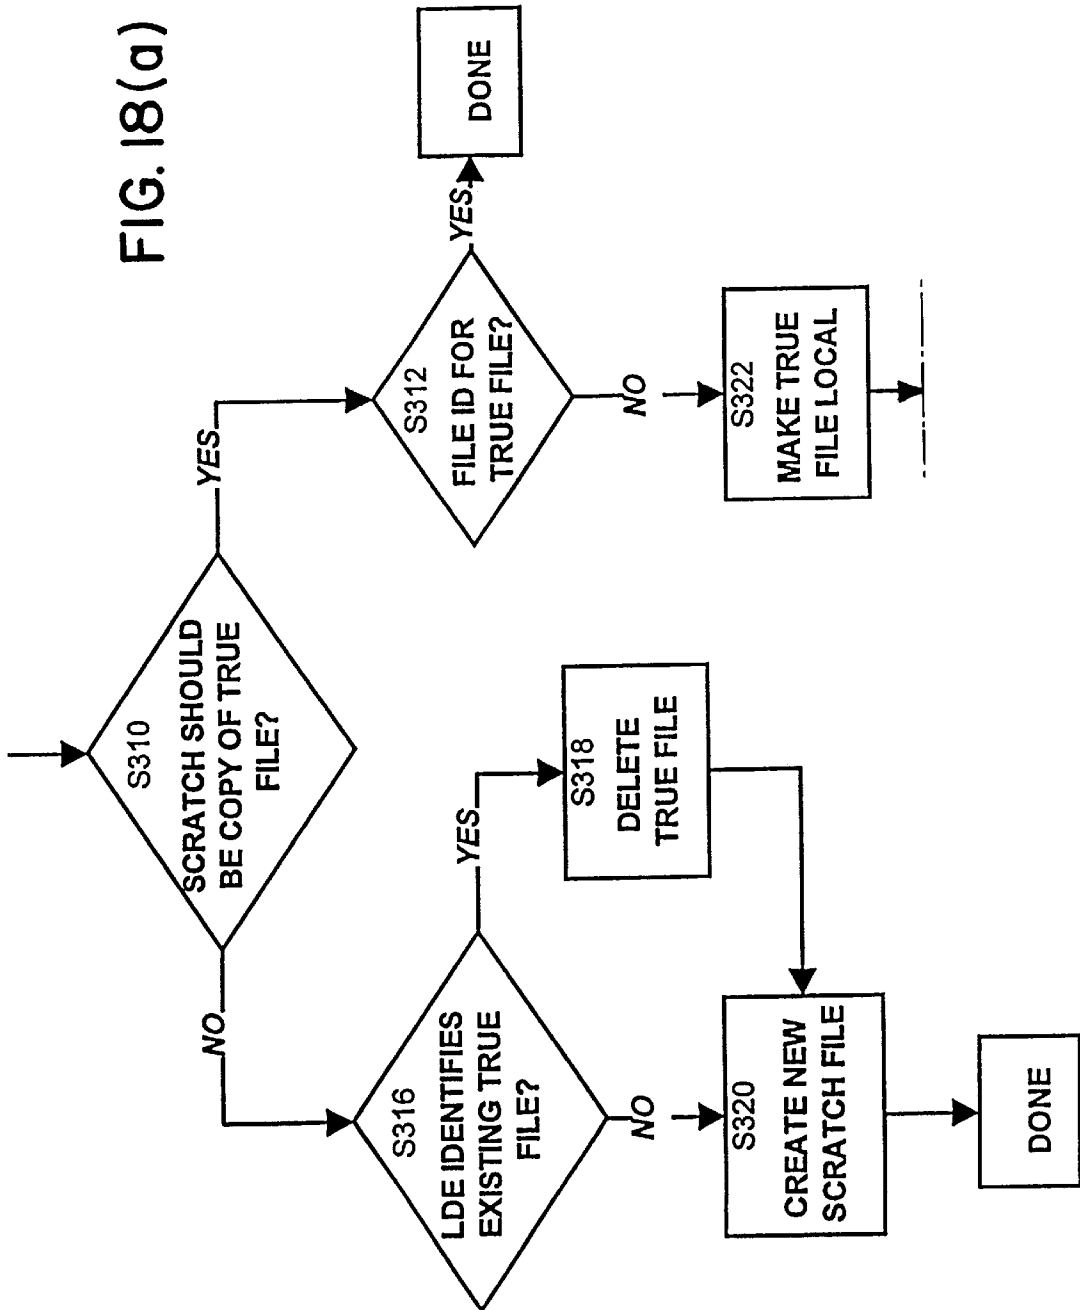 FIG. 18(a)
S310
SCRATCH SHOULD
BE COPY OF TRUE
FILE?
YES
NO
S312
FILE ID FOR
TRUE FILE?
YES
DONE
NO
S322
MAKE TRUE
FILE LOCAL
S316
LDE IDENTIFIES
EXISTING TRUE
FILE?
YES
S318
DELETE
TRUE FILE
NO
S320
CREATE NEW
SCRATCH FILE
DONE